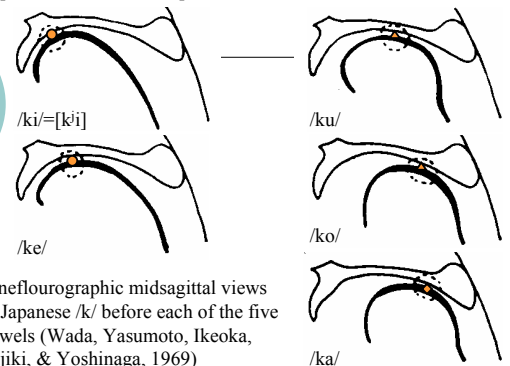 /ki/=[kʲi]
/ku/
/ke/
/ko/
neflourographic midsagittal views
Japanese /k/ before each of the five
wels (Wada, Yasumoto, Ikeoka,
jiki, & Yoshinaga, 1969)
/ka/